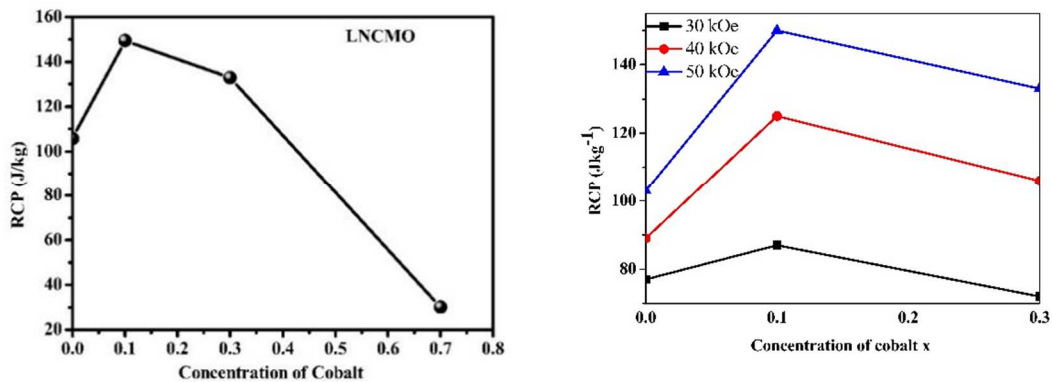 160
140
120
100
80
60
40
20
RCP (J/kg)
LNCMO
0.0 0.1 0.2 0.3 0.4 0.5 0.6 0.7 0.8
Concentration of Cobalt
30 kOe
40 kOe
50 kOe
140
120
100
80
RCP (Jkg-1)
0.0 0.1 0.2 0.3
Concentration of cobalt x